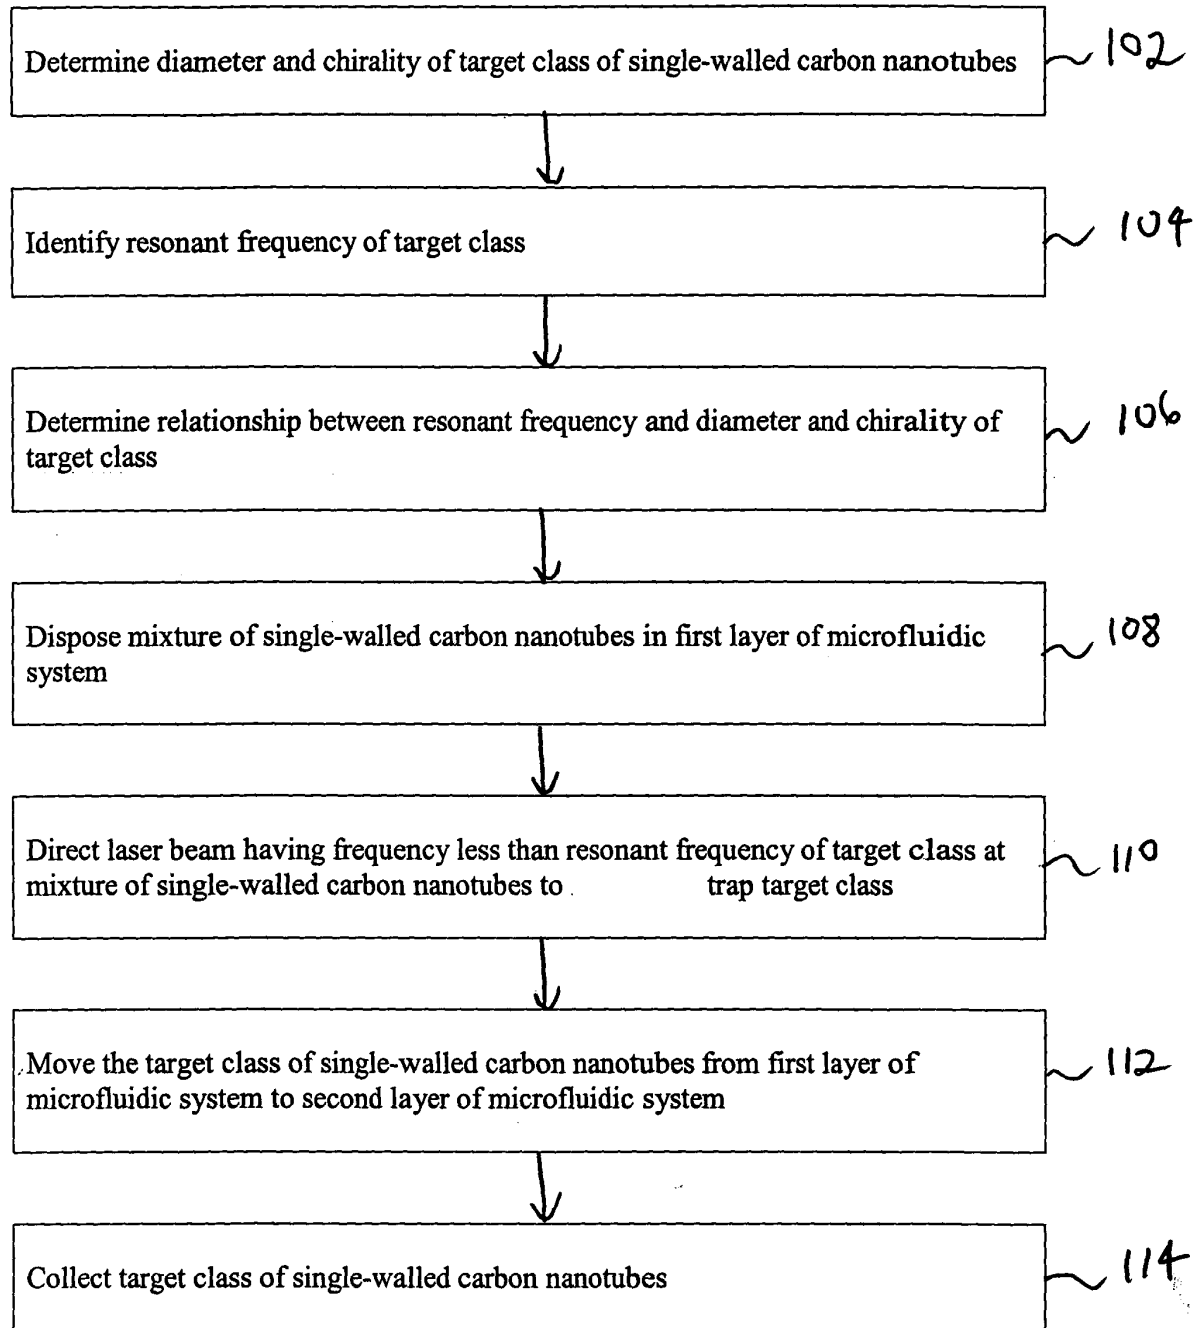 Determine diameter and chirality of target class of single-walled carbon nanotubes
102
Identify resonant frequency of target class
104
Determine relationship between resonant frequency and diameter and chirality of
target class
106
Dispose mixture of single-walled carbon nanotubes in first layer of microfluidic
system
108
Direct laser beam having frequency less than resonant frequency of target class at
mixture of single-walled carbon nanotubes to trap target class
110
Move the target class of single-walled carbon nanotubes from first layer of
microfluidic system to second layer of microfluidic system
112
Collect target class of single-walled carbon nanotubes
114